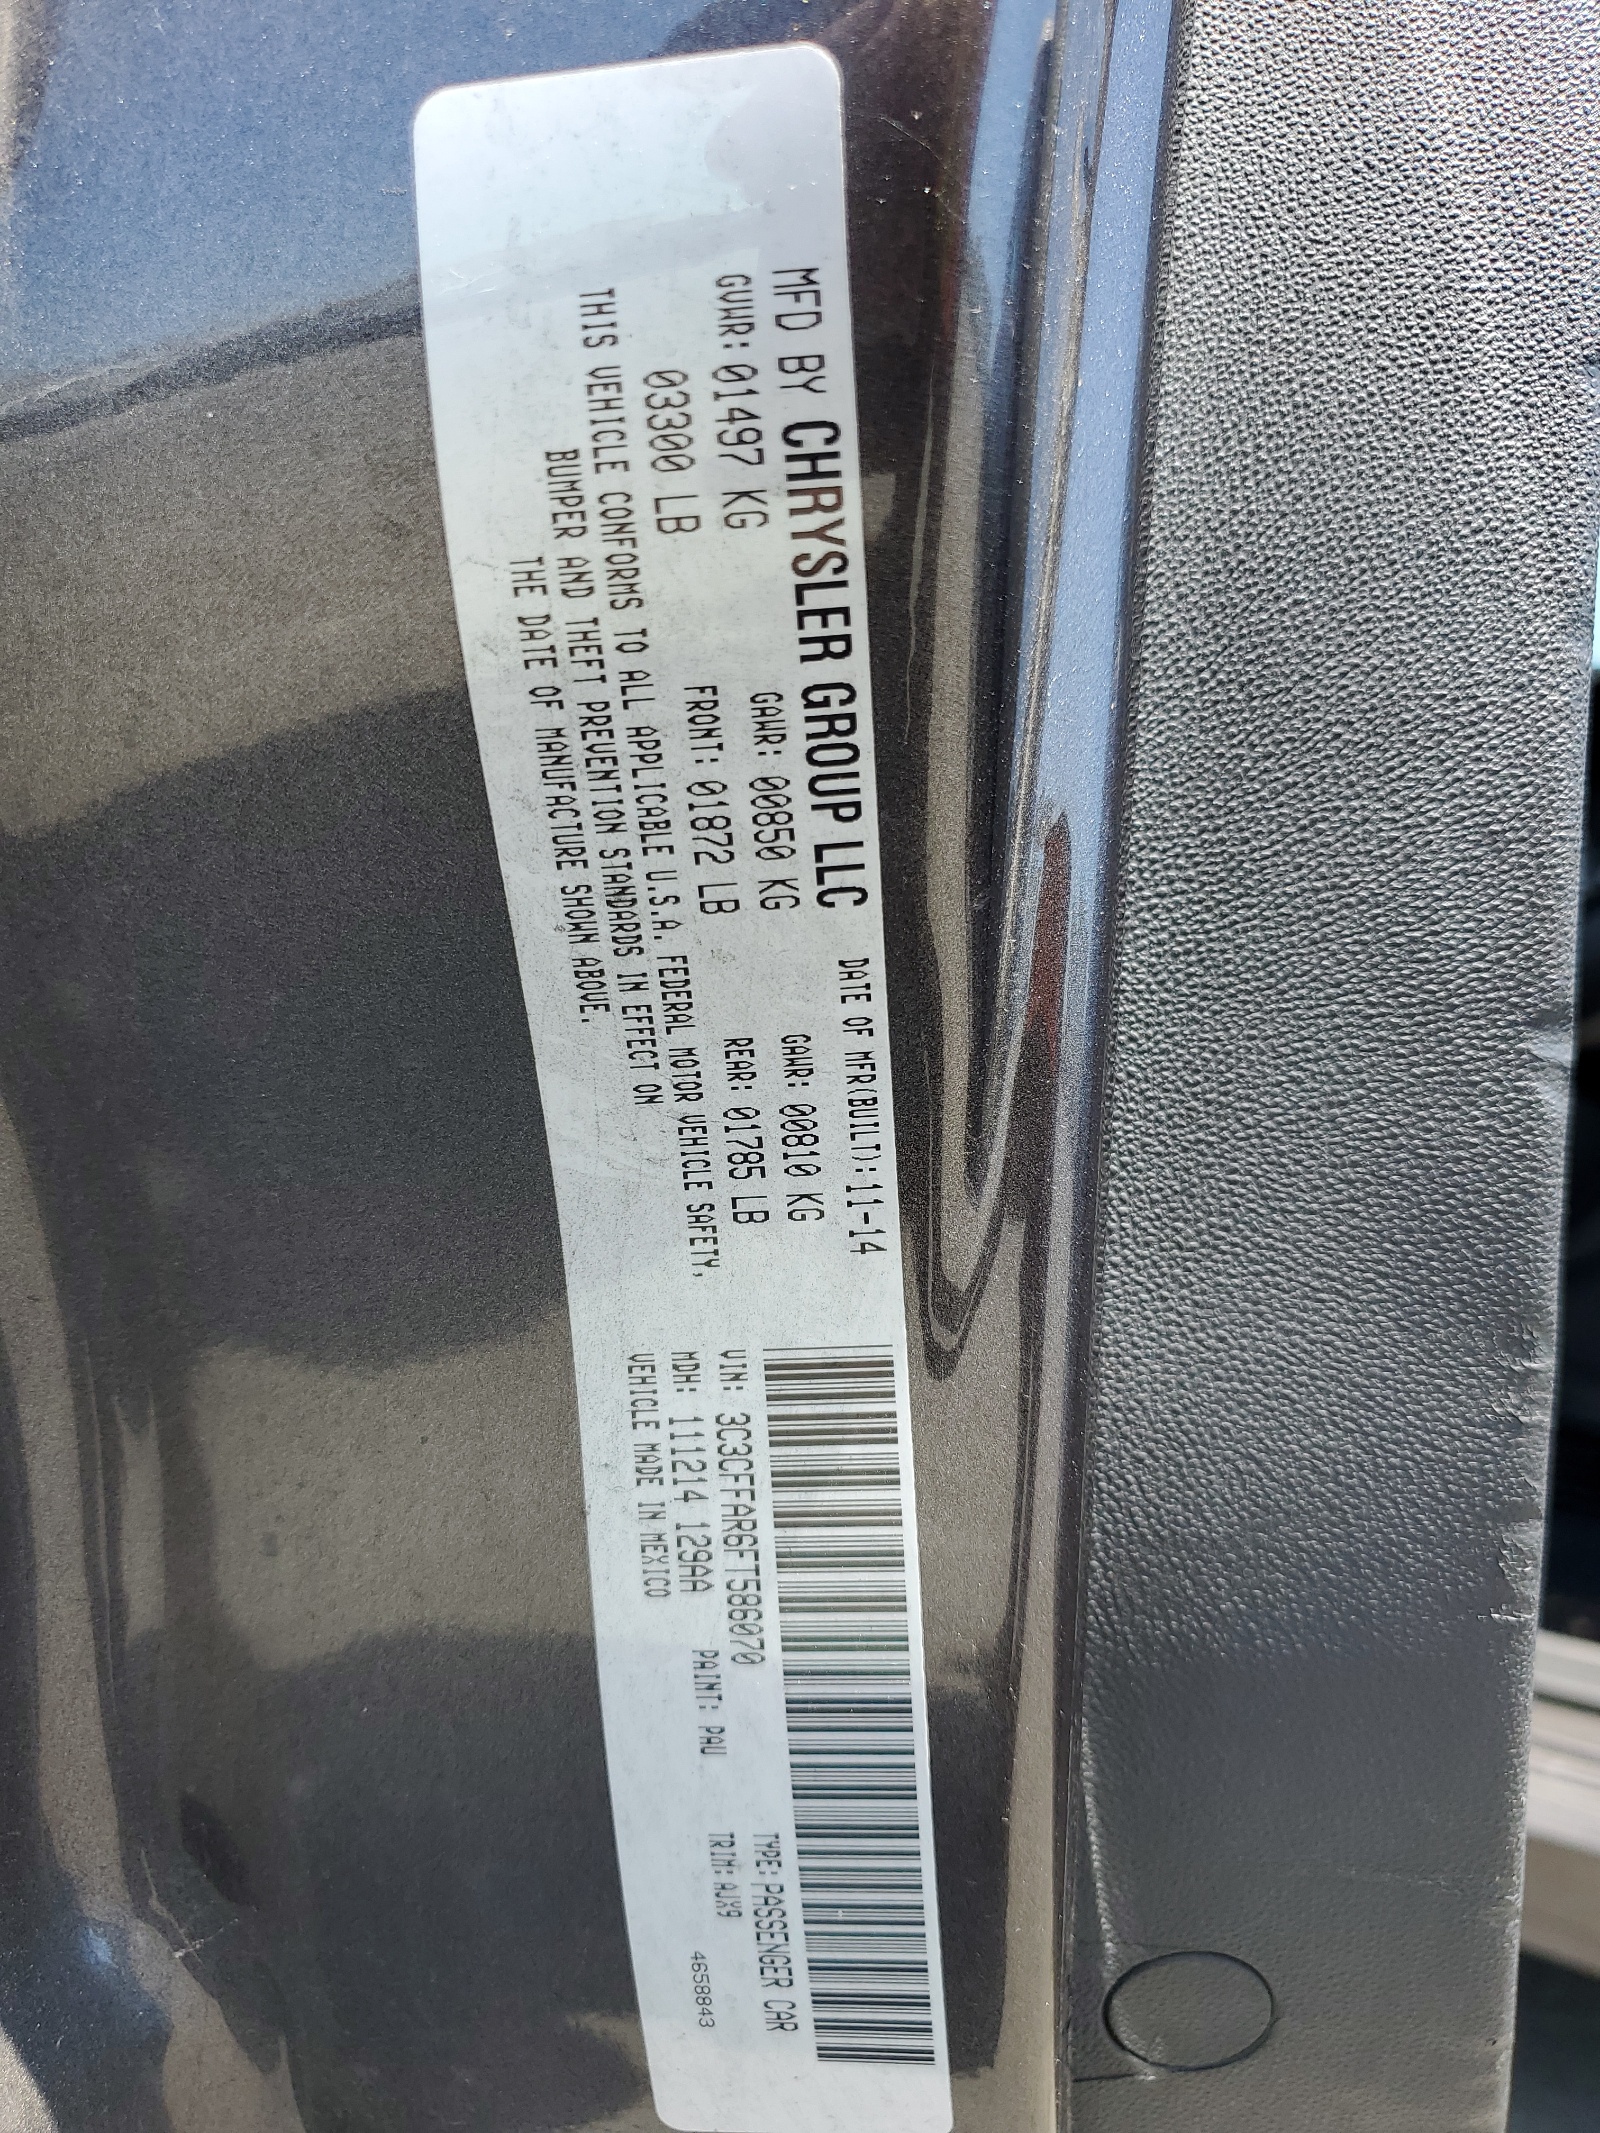 MFD BY CHRYSLER GROUP LLC DATE OF MFR(BUILT):11-14
GVWR: 01497 KG GAWR: 00850 KG GAWR: 00810 KG
03300 LB FRONT: 01872 LB REAR: 01785 LB
THIS VEHICLE CONFORMS TO ALL APPLICABLE U.S.A. FEDERAL MOTOR VEHICLE SAFETY,
BUMPER AND THEFT PREVENTION STANDARDS IN EFFECT ON
THE DATE OF MANUFACTURE SHOWN ABOVE.
VIN: 3C3CFFAR6FT586070 TYPE: PASSENGER CAR
MDH: 111214 129AA PAINT: PAU TRIM: AJX9
VEHICLE MADE IN MEXICO 4658843